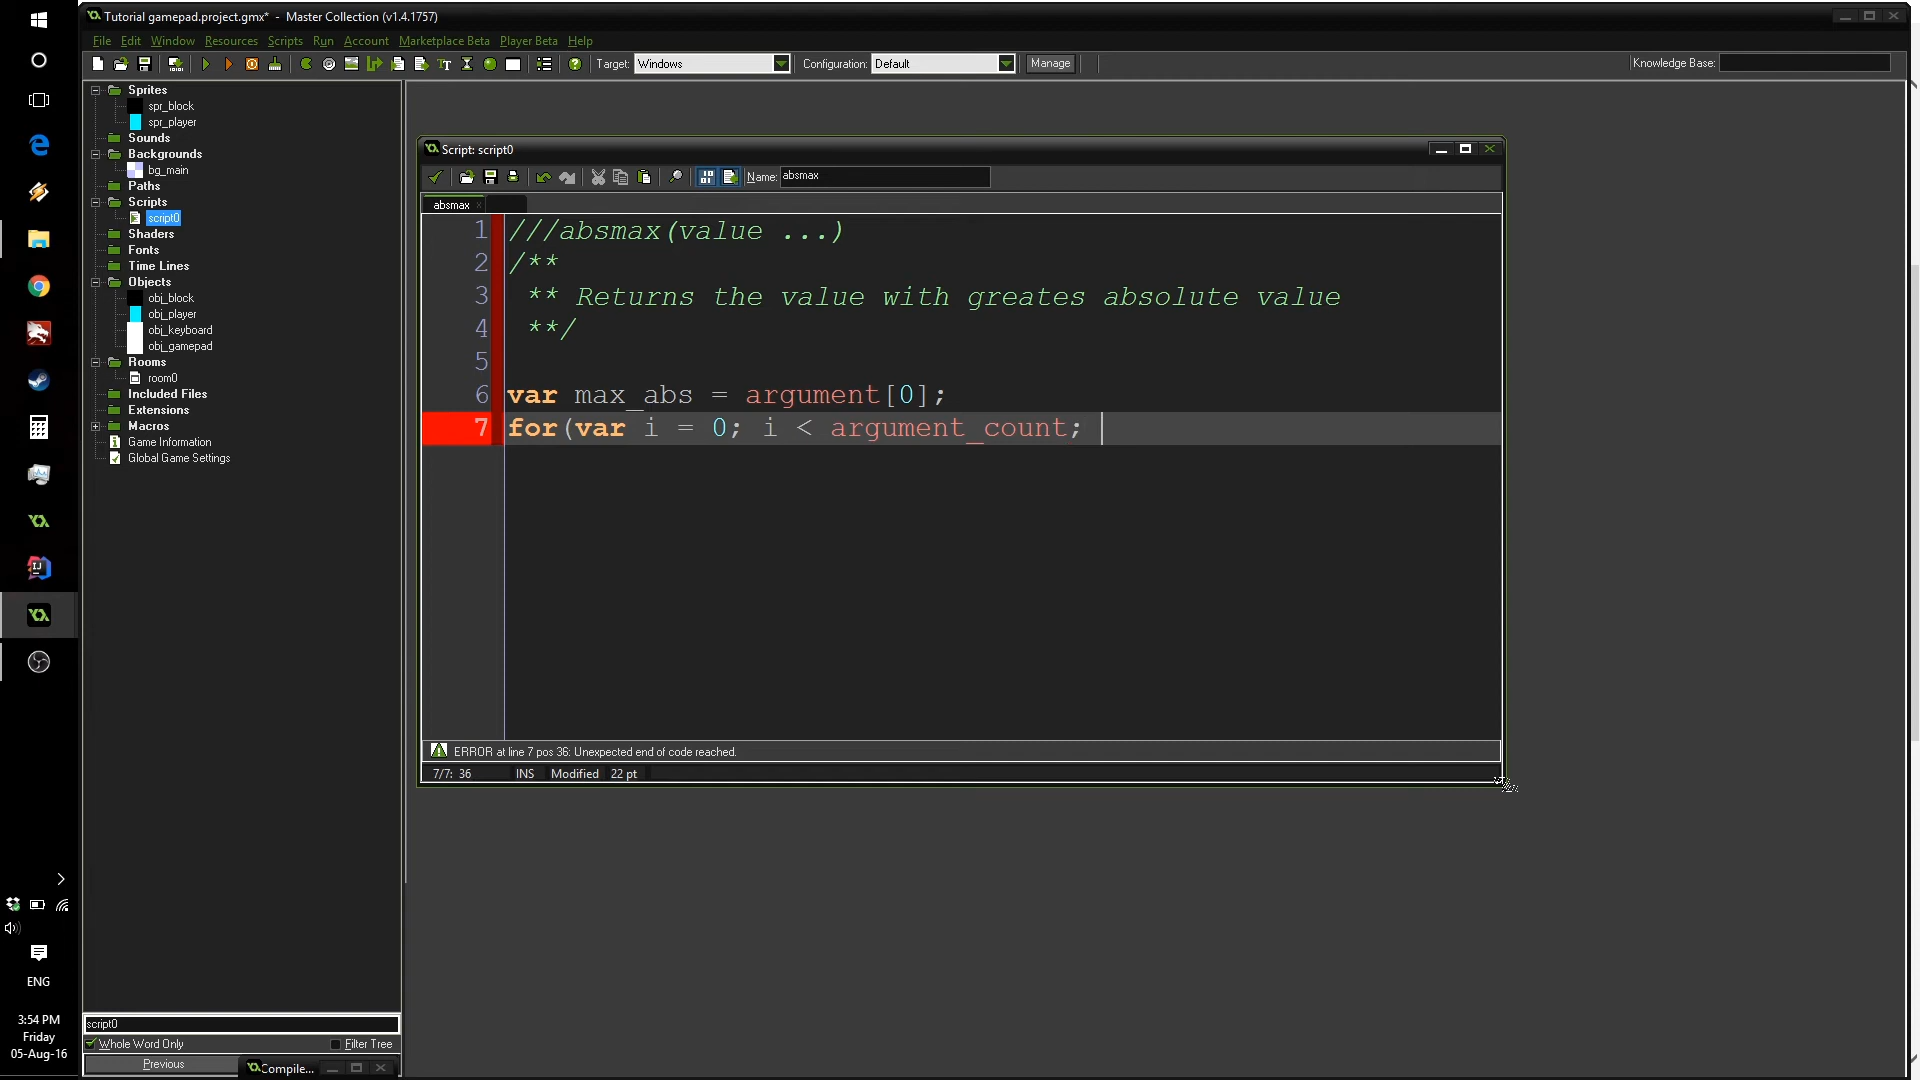 Tutorial gamepad.project.gmx* - Master Collection (v1.4.1757)
File Edit Window Resources Scripts Run Account Marketplace Beta Player Beta Help
Target: Windows Configuration: Default Manage Knowledge Base:
Sprites
spr_block
spr_player
Sounds
Backgrounds
bg_main
Paths
Scripts
script0
Shaders
Fonts
Time Lines
Objects
obj_block
obj_player
obj_keyboard
obj_gamepad
Rooms
room0
Included Files
Extensions
Macros
Game Information
Global Game Settings
Script: script0
Name: absmax
absmax
1 ///absmax(value ...)
2 /**
3 ** Returns the value with greates absolute value
4 **/
5
6 var max_abs = argument[0];
7 for(var i = 0; i < argument_count;
ERROR at line 7 pos 36: Unexpected end of code reached.
7/7: 36 INS Modified 22 pt
ENG
3:54 PM
Friday
05-Aug-16
script0
Whole Word Only Filter Tree
Previous
Compile...